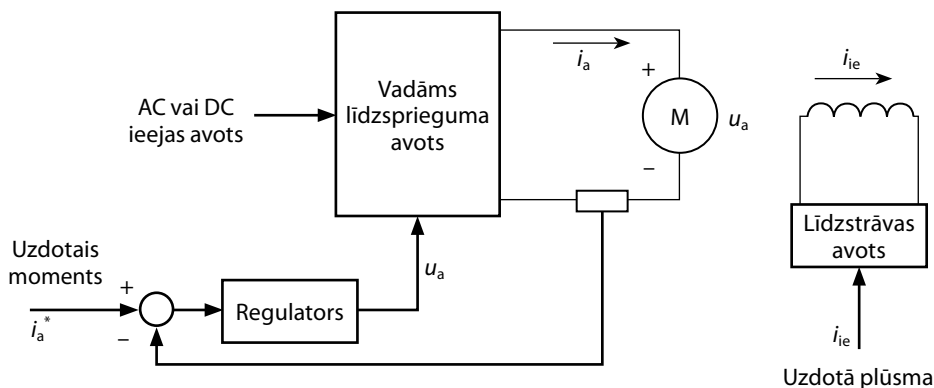 AC vai DC
ieejas avots
Vadāms
līdzsprieguma
avots
i_a
+
M
u_a
−
i_ie
Līdzstrāvas
avots
i_ie
Uzdotā plūsma
Uzdotais
moments
i_a^*
+
−
Regulators
u_a